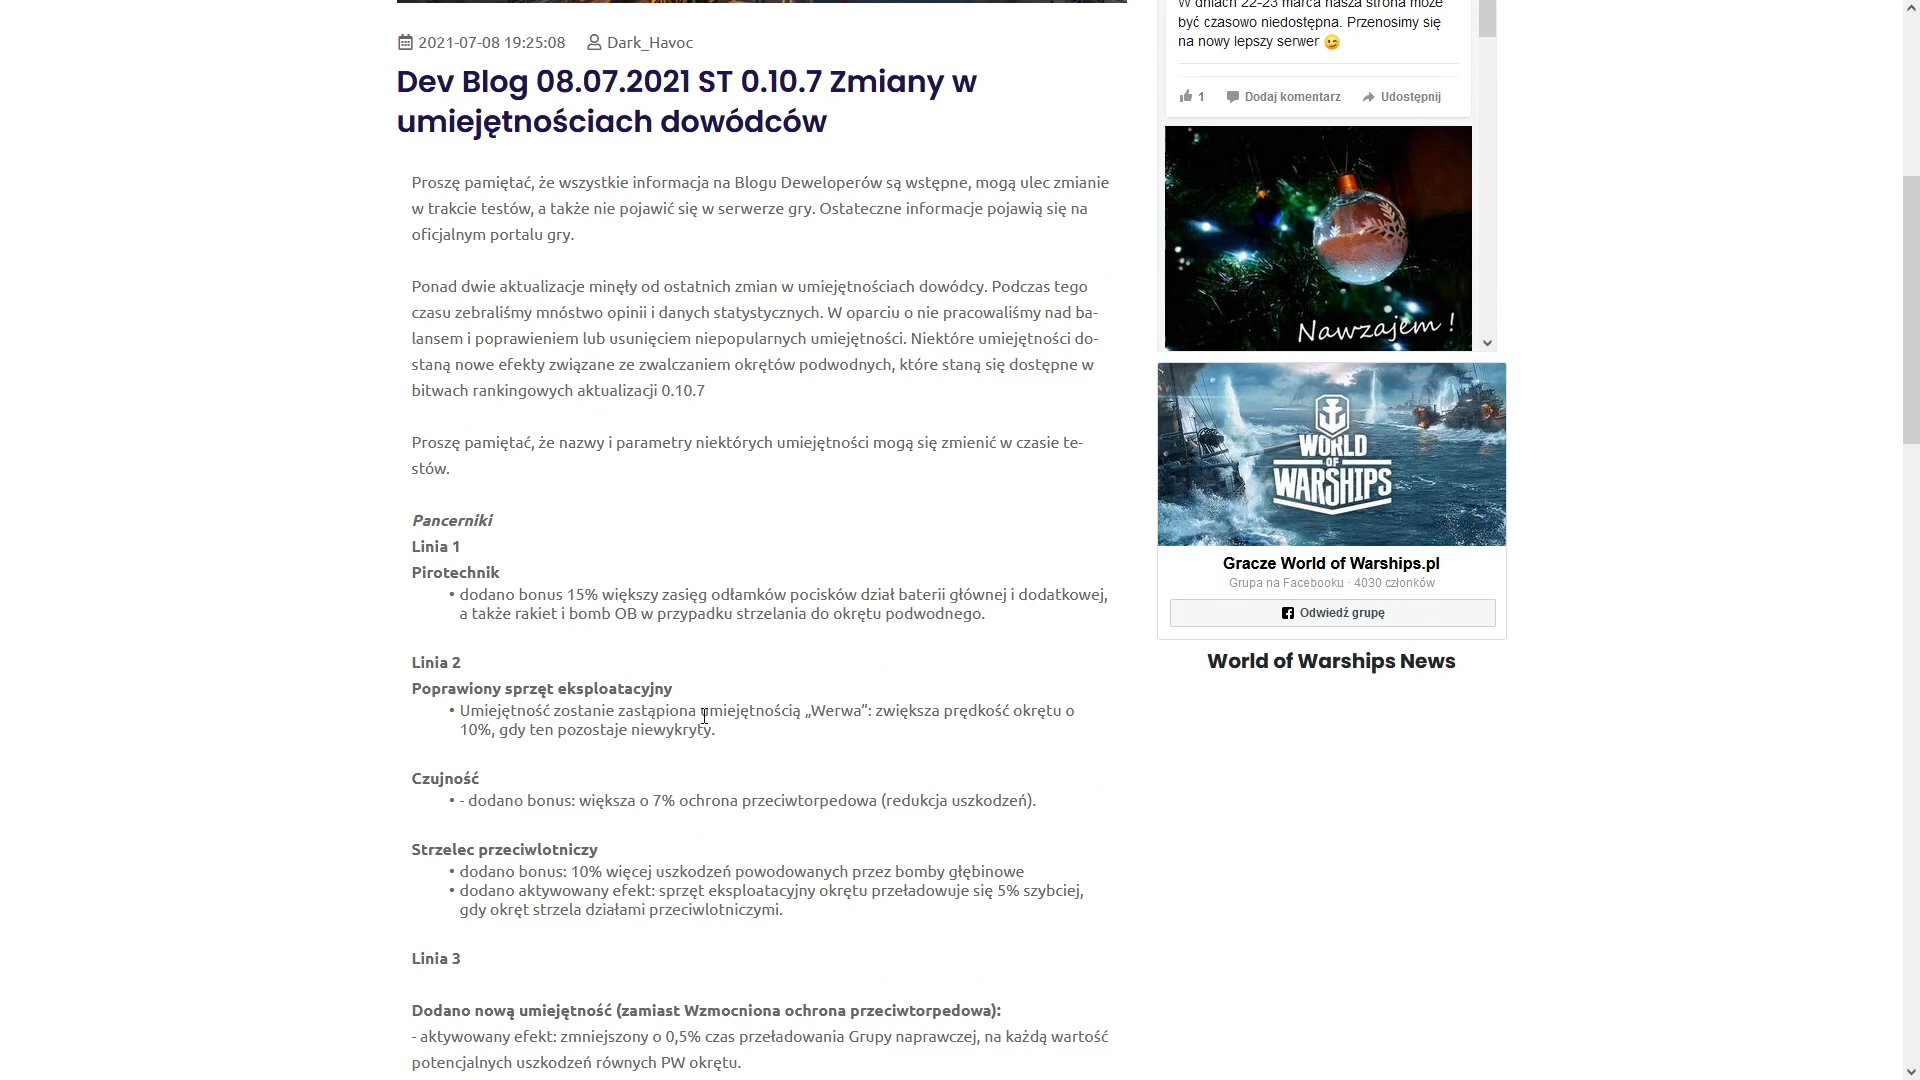 2021-07-08 19:25:08 Dark_Havoc
Dev Blog 08.07.2021 ST 0.10.7 Zmiany w
umiejętnościach dowódców
Proszę pamiętać, że wszystkie informacja na Blogu Deweloperów są wstępne, mogą ulec zmianie
w trakcie testów, a także nie pojawić się w serwerze gry. Ostateczne informacje pojawią się na
oficjalnym portalu gry.
Ponad dwie aktualizacje minęły od ostatnich zmian w umiejętnościach dowódcy. Podczas tego
czasu zebraliśmy mnóstwo opinii i danych statystycznych. W oparciu o nie pracowaliśmy nad ba-
lansem i poprawieniem lub usunięciem niepopularnych umiejętności. Niektóre umiejętności do-
staną nowe efekty związane ze zwalczaniem okrętów podwodnych, które staną się dostępne w
bitwach rankingowych aktualizacji 0.10.7
Proszę pamiętać, że nazwy i parametry niektórych umiejętności mogą się zmienić w czasie te-
stów.
Pancerniki
Linia 1
Pirotechnik
• dodano bonus 15% większy zasięg odłamków pocisków dział baterii głównej i dodatkowej,
a także rakiet i bomb OB w przypadku strzelania do okrętu podwodnego.
Linia 2
Poprawiony sprzęt eksploatacyjny
• Umiejętność zostanie zastąpiona umiejętnością „Werwa”: zwiększa prędkość okrętu o
10%, gdy ten pozostaje niewykryty.
Czujność
• - dodano bonus: większa o 7% ochrona przeciwtorpedowa (redukcja uszkodzeń).
Strzelec przeciwlotniczy
• dodano bonus: 10% więcej uszkodzeń powodowanych przez bomby głębinowe
• dodano aktywowany efekt: sprzęt eksploatacyjny okrętu przeładowuje się 5% szybciej,
gdy okręt strzela działami przeciwlotniczymi.
Linia 3
Dodano nową umiejętność (zamiast Wzmocniona ochrona przeciwtorpedowa):
- aktywowany efekt: zmniejszony o 0,5% czas przeładowania Grupy naprawczej, na każdą wartość
potencjalnych uszkodzeń równych PW okrętu.
W dniach 22-23 marca nasza strona może
być czasowo niedostępna. Przenosimy się
na nowy lepszy serwer 😉
1 Dodaj komentarz Udostępnij
Nawzajem !
WORLD
OF
WARSHIPS
Gracze World of Warships.pl
Grupa na Facebooku · 4030 członków
Odwiedź grupę
World of Warships News